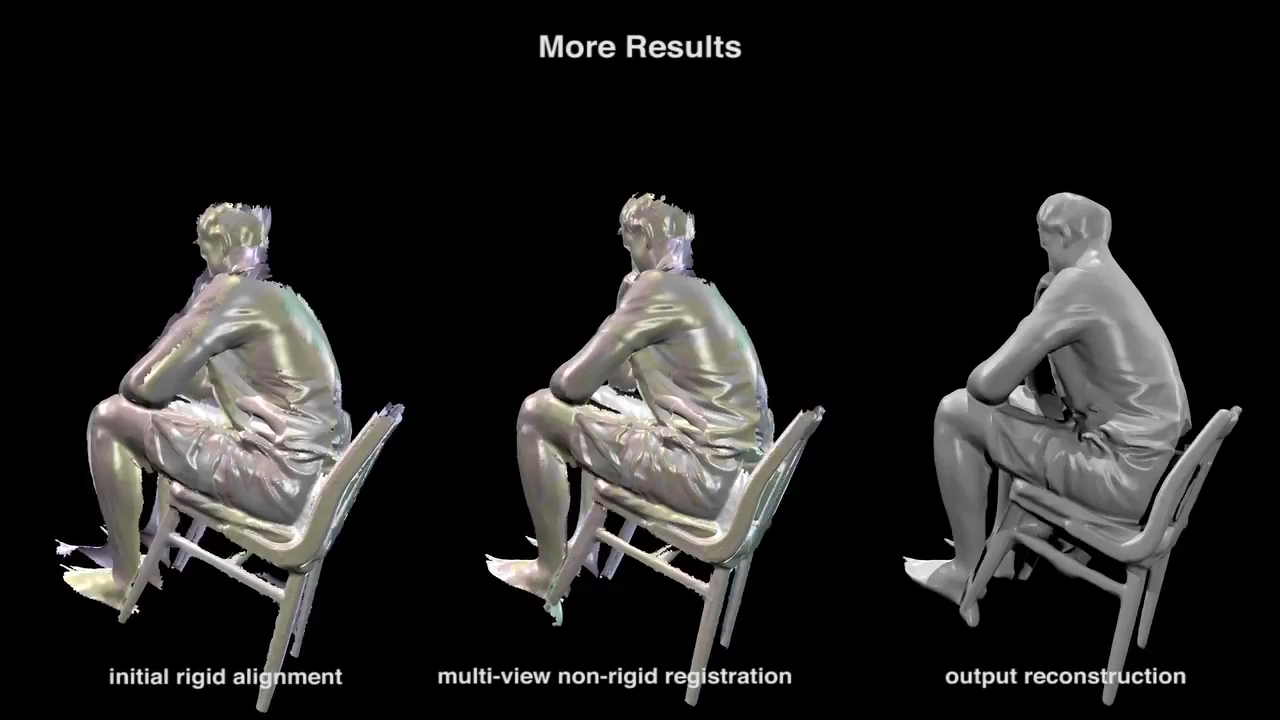 More Results
initial rigid alignment
multi-view non-rigid registration
output reconstruction